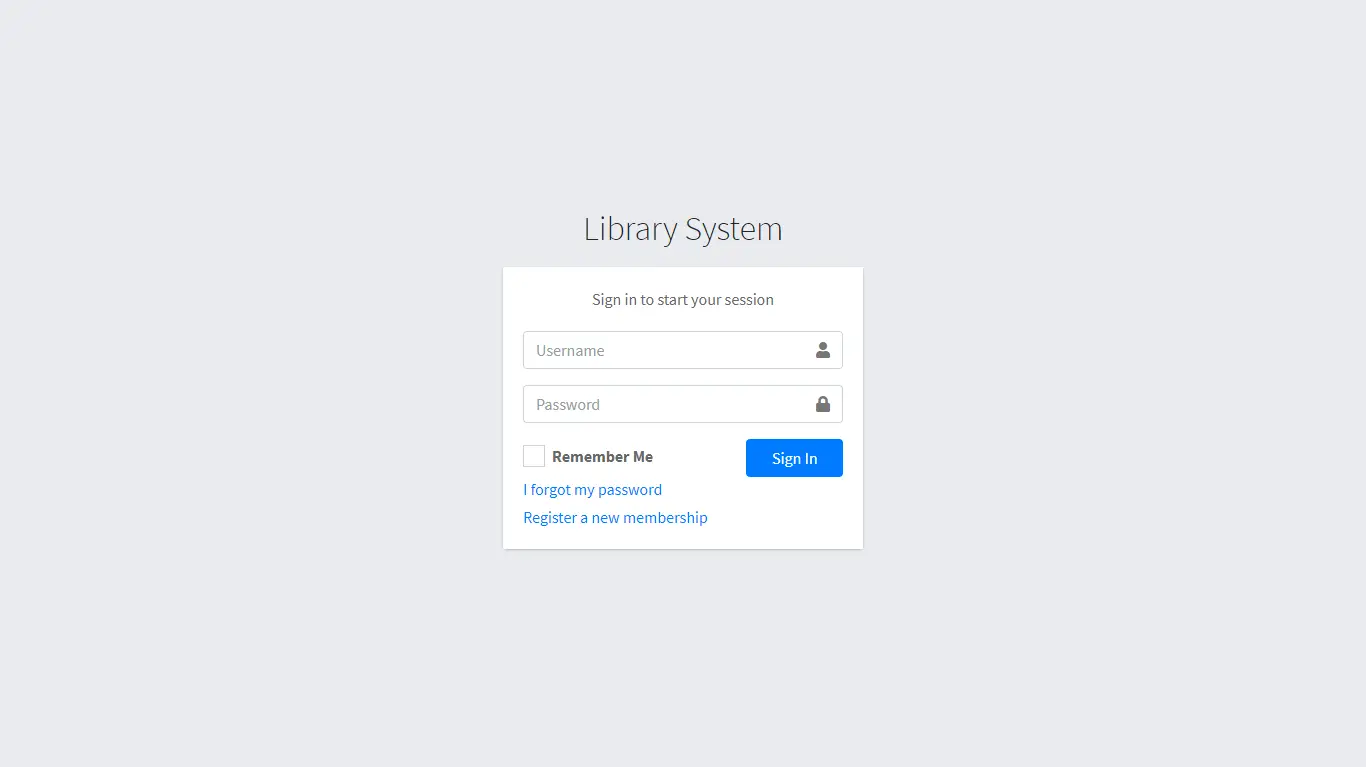 Library System
Sign in to start your session
Username
Password
Remember Me
Sign In
I forgot my password
Register a new membership